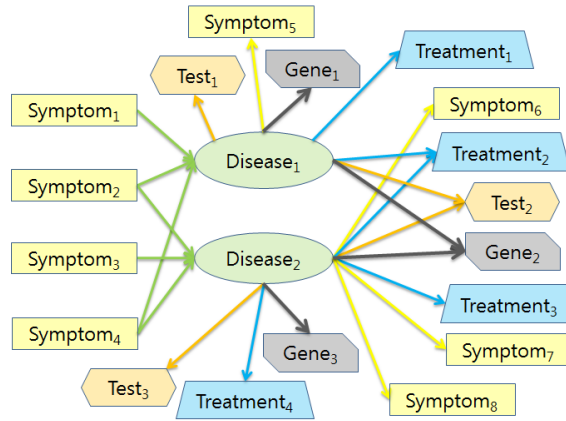 Symptom₅
Treatment₁
Test₁
Gene₁
Symptom₁
Symptom₆
Disease₁
Treatment₂
Symptom₂
Test₂
Gene₂
Symptom₃
Disease₂
Treatment₃
Symptom₄
Gene₃
Symptom₇
Test₃
Treatment₄
Symptom₈